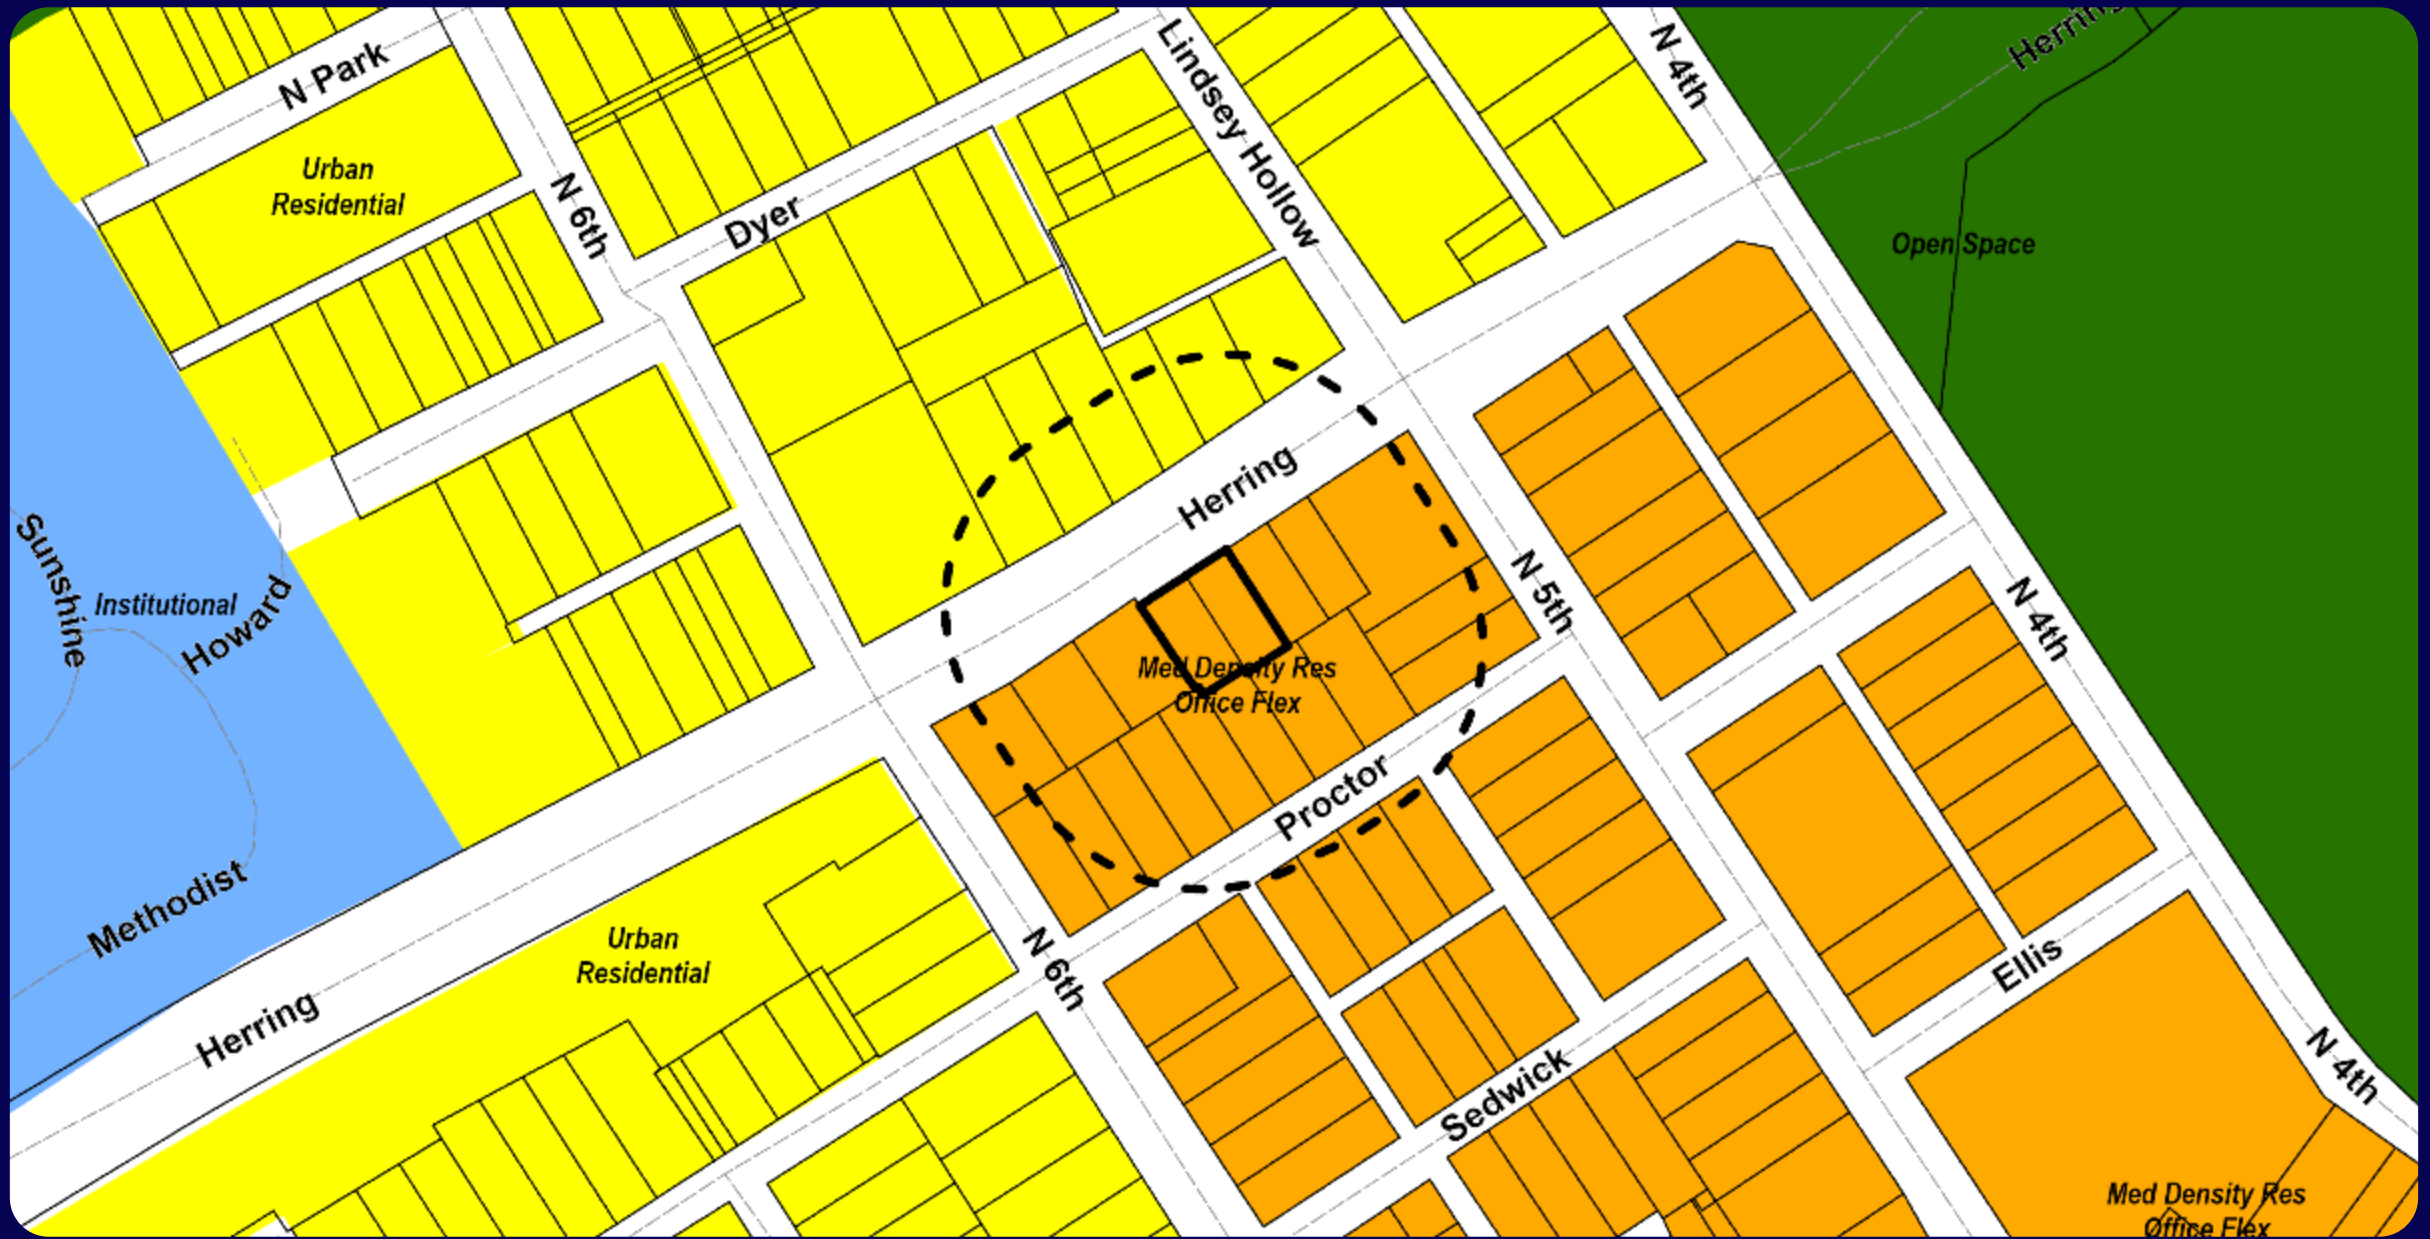 N Park
Lindsey Hollow
N 4th
Herring
Urban
Residential
N 6th
Dyer
Open Space
Herring
Sunshine
Institutional
Howard
N 5th
N 4th
Med Density Res
Office Flex
Proctor
Methodist
Urban
Residential
N 6th
Ellis
Herring
Sedwick
N 4th
Med Density Res
Office Flex